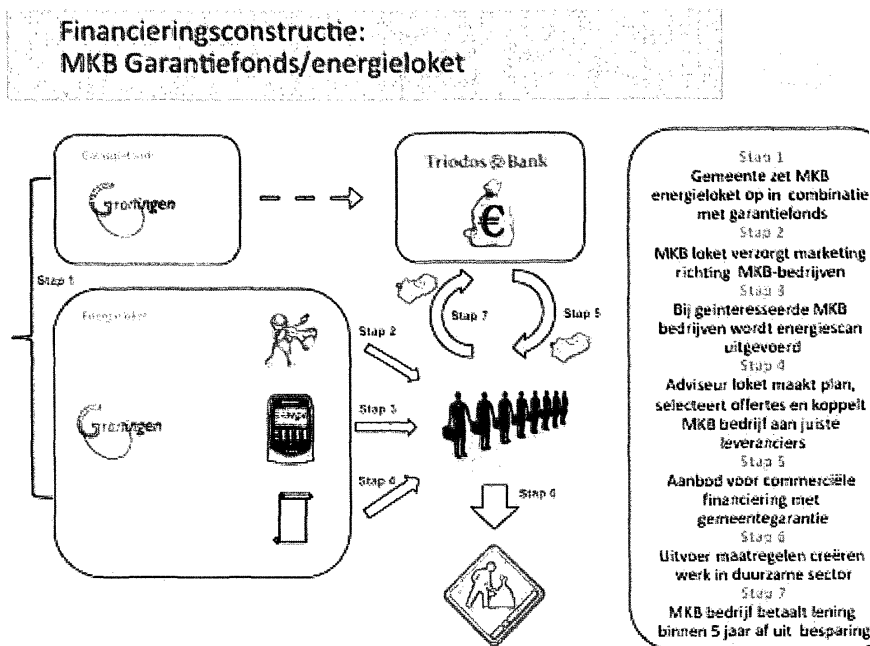 Financieringsconstructie:
MKB Garantiefonds/energieloket
Garantiefonds
Groningen
Triodos Bank
€
Stap 1
Energieloket
Groningen
Stap 2
Stap 3
Stap 4
Stap 7
Stap 5
Stap 6
Stap 1
Gemeente zet MKB
energieloket op in combinatie
met garantiefonds
Stap 2
MKB loket verzorgt marketing
richting MKB-bedrijven
Stap 3
Bij geinteresseerde MKB
bedrijven wordt energiescan
uitgevoerd
Stap 4
Adviseur loket maakt plan,
selecteert offertes en koppelt
MKB bedrijf aan juiste
leveranciers
Stap 5
Aanbod voor commerciële
financiering met
gemeentegarantie
Stap 6
Uitvoer maatregelen creëren
werk in duurzame sector
Stap 7
MKB bedrijf betaalt lening
binnen 5 jaar af uit besparing